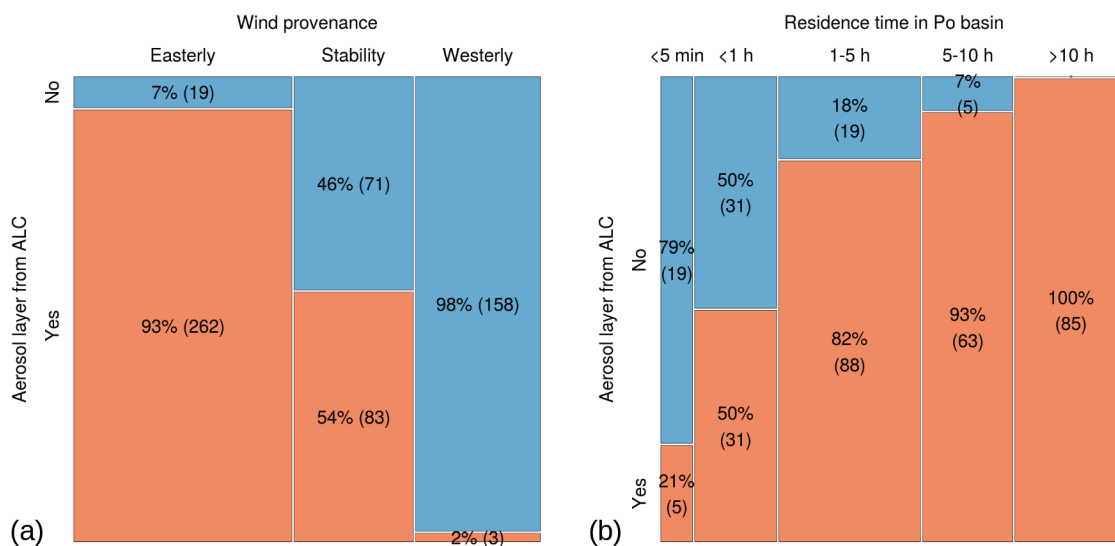 Wind provenance
Easterly Stability Westerly
Aerosol layer from ALC
No
Yes
7% (19)
93% (262)
46% (71)
54% (83)
98% (158)
2% (3)
(a)
Residence time in Po basin
<5 min <1 h 1-5 h 5-10 h >10 h
Aerosol layer from ALC
No
Yes
79%
(19)
21%
(5)
50%
(31)
50%
(31)
18%
(19)
82%
(88)
7%
(5)
93%
(63)
100%
(85)
(b)